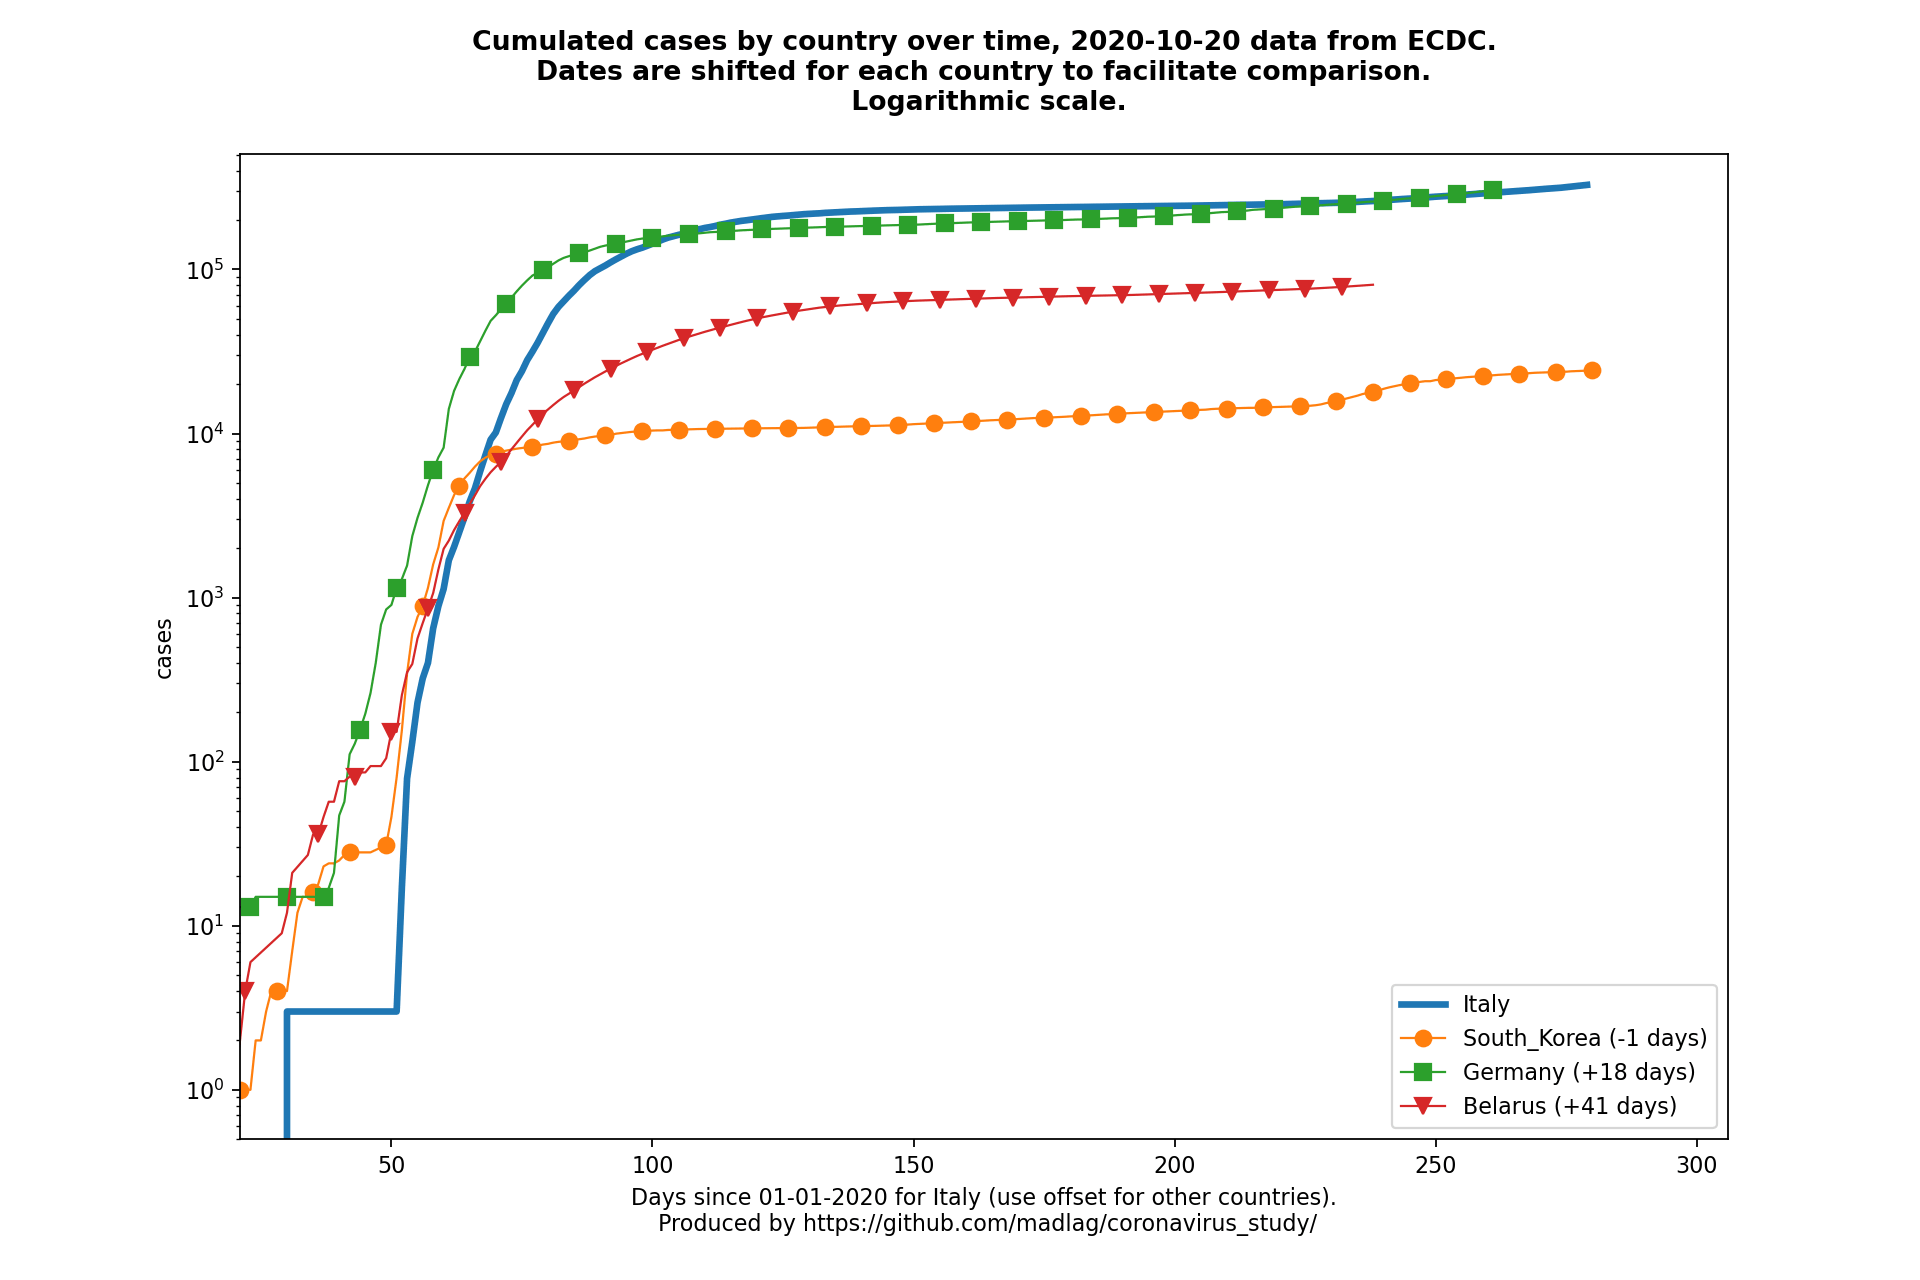 Cumulated cases by country over time, 2020-10-20 data from ECDC.
Dates are shifted for each country to facilitate comparison.
Logarithmic scale.
cases
10^5
10^4
10^3
10^2
10^1
10^0
50 100 150 200 250 300
Italy
South_Korea (-1 days)
Germany (+18 days)
Belarus (+41 days)
Days since 01-01-2020 for Italy (use offset for other countries).
Produced by https://github.com/madlag/coronavirus_study/